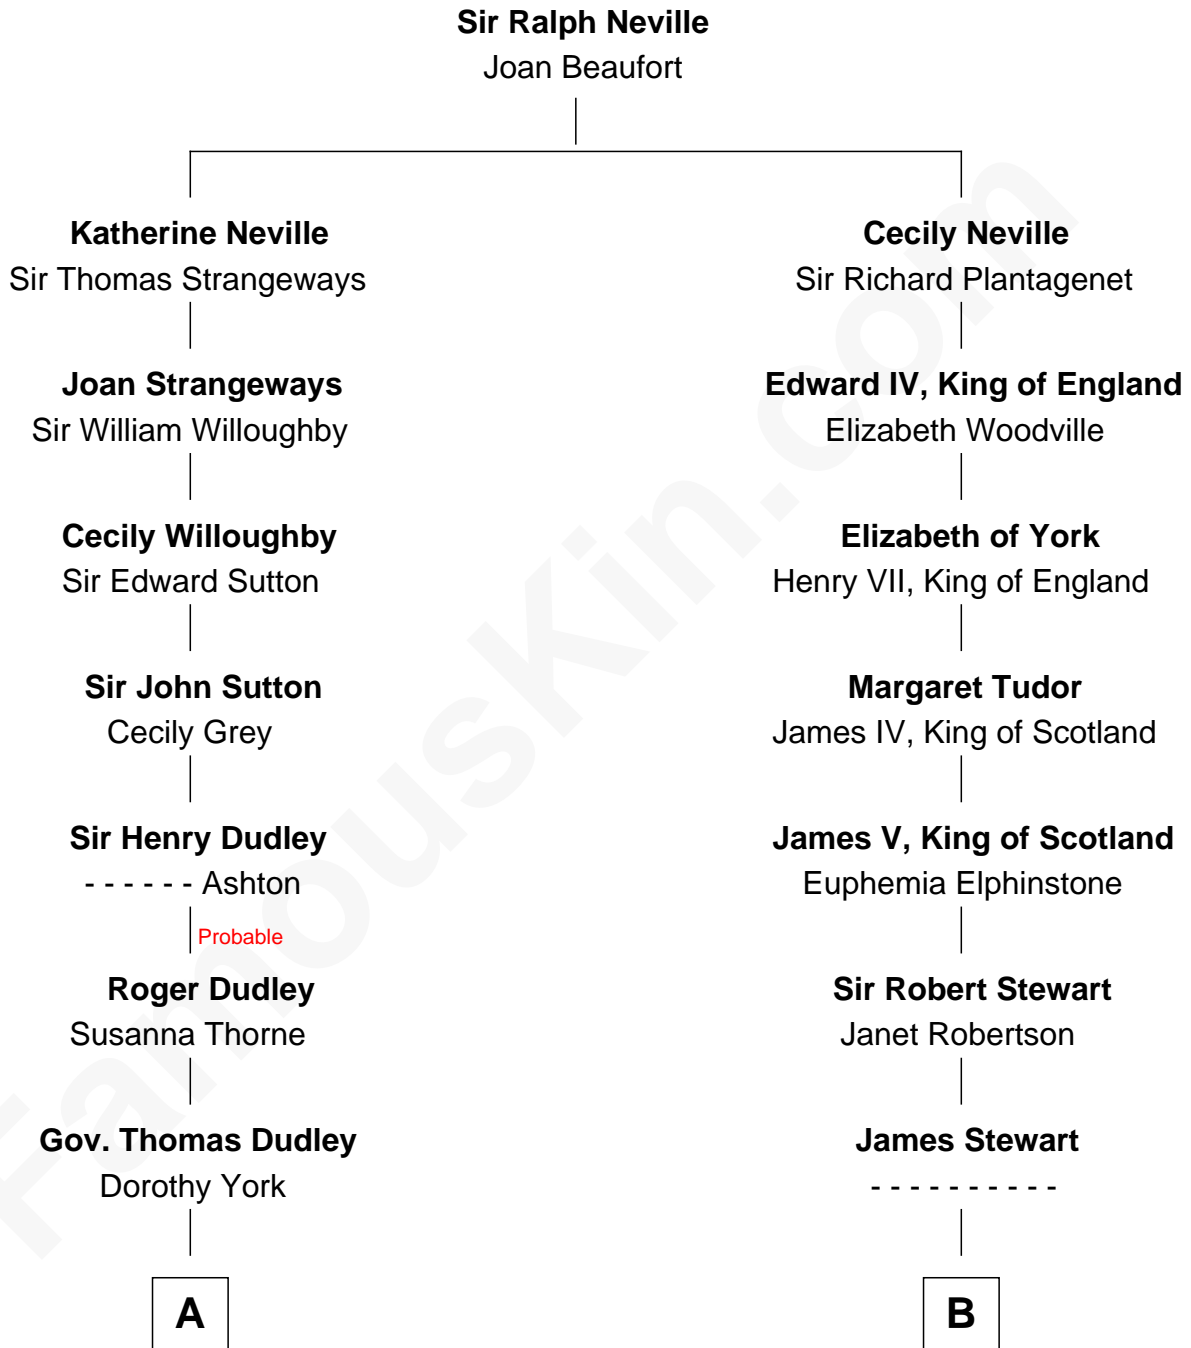 Sir Ralph Neville
Joan Beaufort
Katherine Neville
Sir Thomas Strangeways
Joan Strangeways
Sir William Willoughby
Cecily Willoughby
Sir Edward Sutton
Sir John Sutton
Cecily Grey
Sir Henry Dudley
- - - - - - Ashton
Probable
Roger Dudley
Susanna Thorne
Gov. Thomas Dudley
Dorothy York
A
Cecily Neville
Sir Richard Plantagenet
Edward IV, King of England
Elizabeth Woodville
Elizabeth of York
Henry VII, King of England
Margaret Tudor
James IV, King of Scotland
James V, King of Scotland
Euphemia Elphinstone
Sir Robert Stewart
Janet Robertson
James Stewart
- - - - - - - - - -
B
FamousKin.com